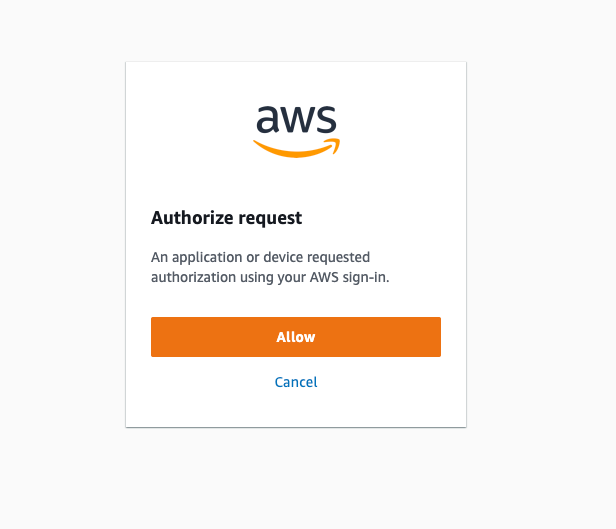 aws
Authorize request
An application or device requested
authorization using your AWS sign-in.
Allow
Cancel